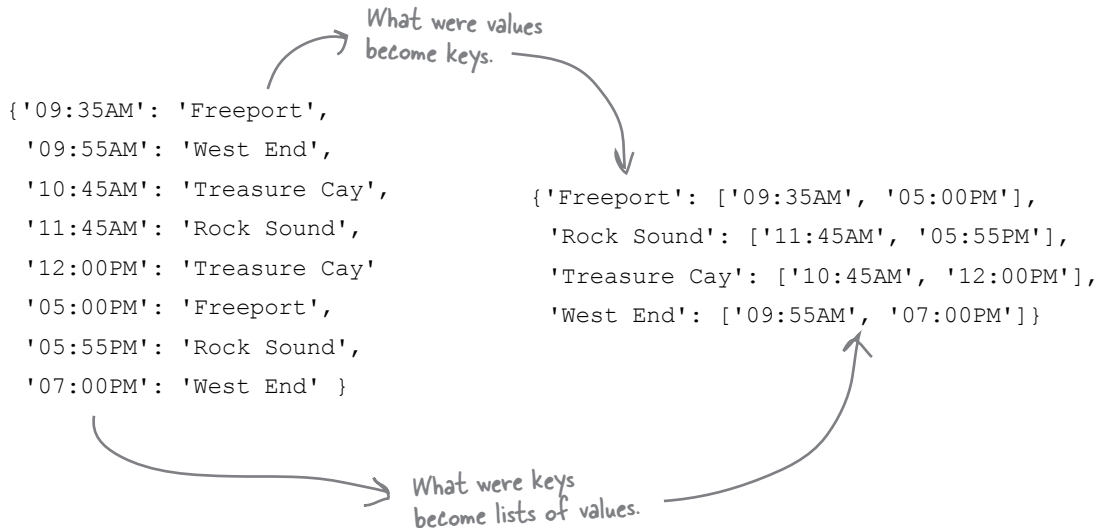 What were values
become keys.
{'09:35AM': 'Freeport',
'09:55AM': 'West End',
'10:45AM': 'Treasure Cay',
'11:45AM': 'Rock Sound',
'12:00PM': 'Treasure Cay'
'05:00PM': 'Freeport',
'05:55PM': 'Rock Sound',
'07:00PM': 'West End' }
{'Freeport': ['09:35AM', '05:00PM'],
'Rock Sound': ['11:45AM', '05:55PM'],
'Treasure Cay': ['10:45AM', '12:00PM'],
'West End': ['09:55AM', '07:00PM']}
What were keys
become lists of values.